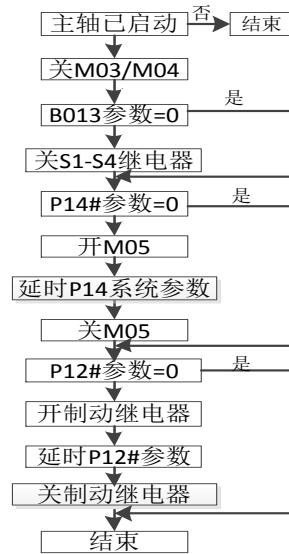 主轴已启动 否 结束
关M03/M04
B013参数=0 是
关S1-S4继电器
P14#参数=0 是
开M05
延时P14系统参数
关M05
P12#参数=0 是
开制动继电器
延时P12#参数
关制动继电器
结束